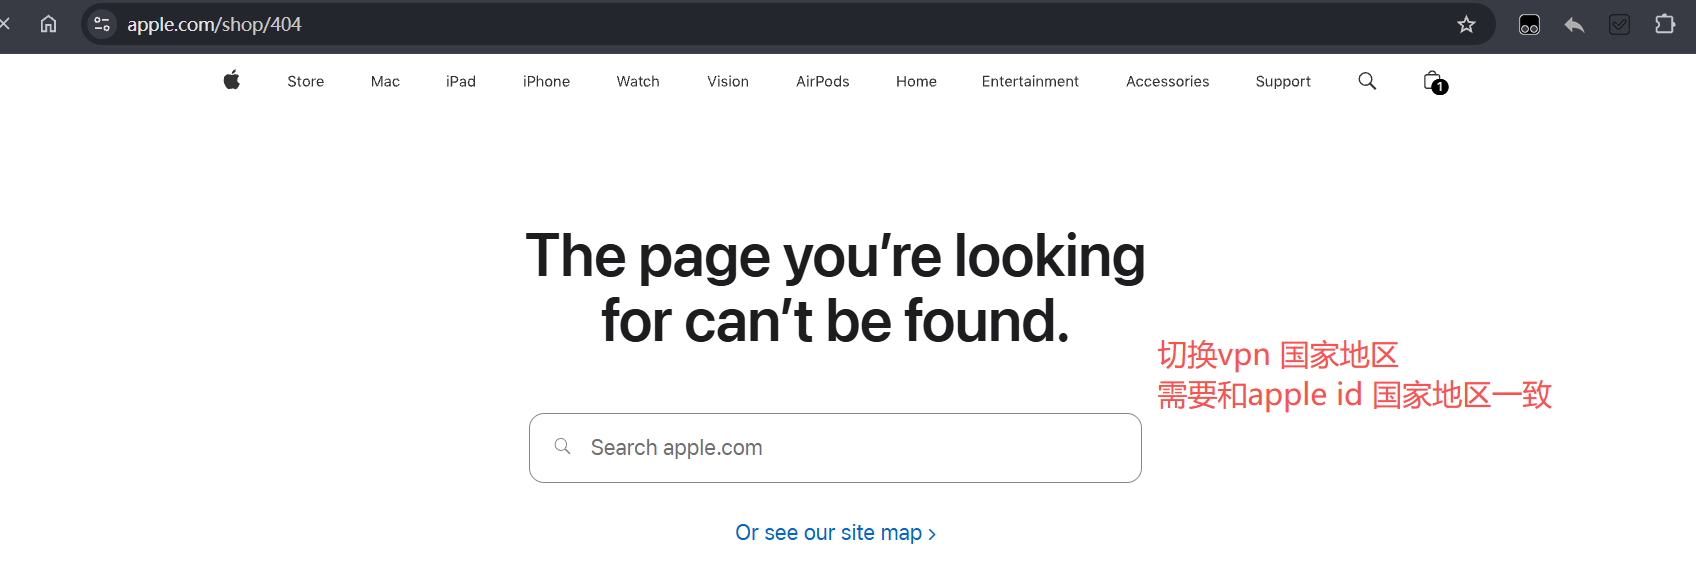 apple.com/shop/404
Store Mac iPad iPhone Watch Vision AirPods Home Entertainment Accessories Support 1
The page you’re looking
for can’t be found.
切换vpn 国家地区
需要和apple id 国家地区一致
Search apple.com
Or see our site map >